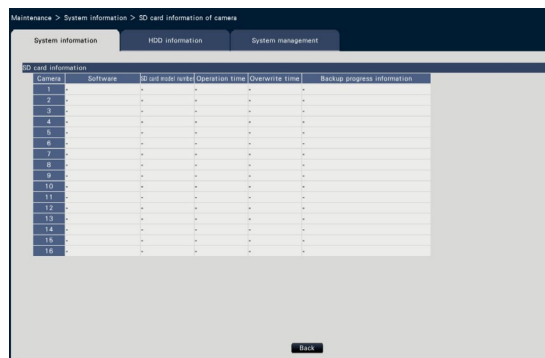 Maintenance > System information > SD card information of camera
System information HDD information System management
SD card information
Camera Software SD card model number Operation time Overwrite time Backup progress information
1 - - - - -
2 - - - - -
3 - - - - -
4 - - - - -
5 - - - - -
6 - - - - -
7 - - - - -
8 - - - - -
9 - - - - -
10 - - - - -
11 - - - - -
12 - - - - -
13 - - - - -
14 - - - - -
15 - - - - -
16 - - - - -
Back